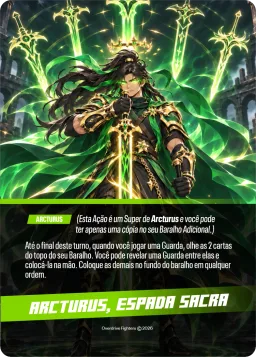 ARCTURUS
(Esta Ação é um Super de Arcturus e você pode
ter apenas uma cópia no seu Baralho Adicional.)
Até o final deste turno, quando você jogar uma Guarda, olhe as 2 cartas
do topo do seu Baralho. Você pode revelar uma Guarda entre elas e
colocá-la na mão. Coloque as demais no fundo do baralho em qualquer
ordem.
ARCTURUS, ESPADA SACRA
Overdrive Fighters ©2026